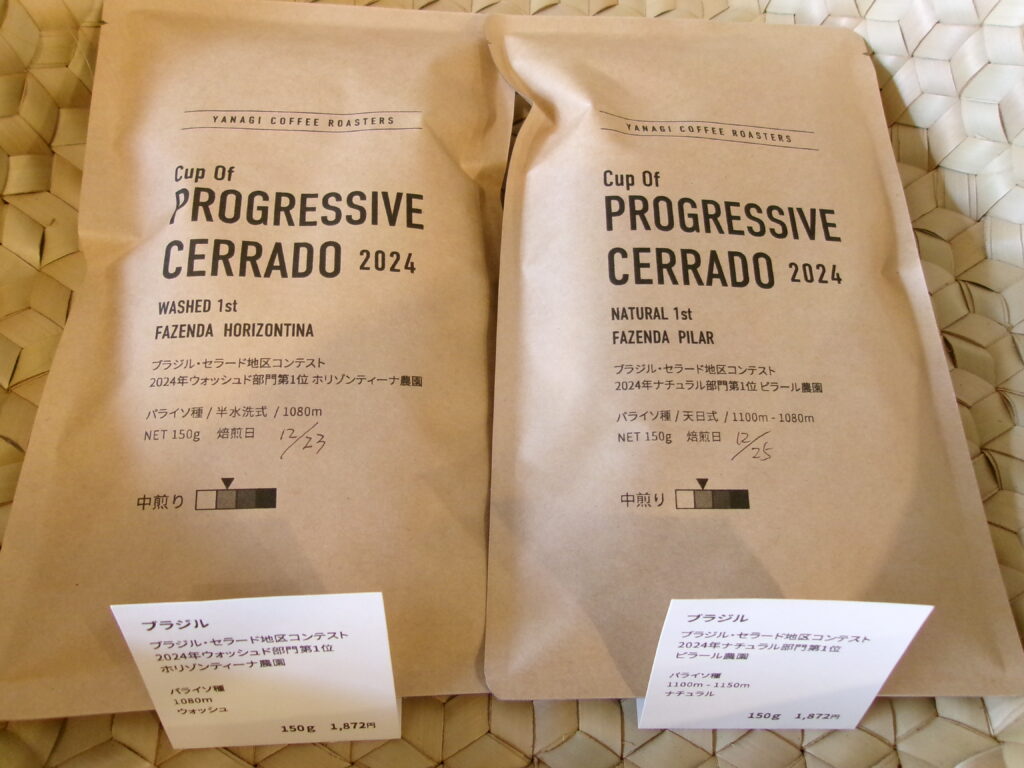 YANAGI COFFEE ROASTERS
Cup Of
PROGRESSIVE
CERRADO 2024
WASHED 1st
FAZENDA HORIZONTINA
ブラジル・セラード地区コンテスト
2024年ウォッシュド部門第1位 ホリゾンティーナ農園
パライソ種 / 半水洗式 / 1080m
NET 150g 焙煎日 12/23
中煎り
YANAGI COFFEE ROASTERS
Cup Of
PROGRESSIVE
CERRADO 2024
NATURAL 1st
FAZENDA PILAR
ブラジル・セラード地区コンテスト
2024年ナチュラル部門第1位 ピラール農園
パライソ種 / 天日式 / 1100m - 1080m
NET 150g 焙煎日 12/25
中煎り
ブラジル
ブラジル・セラード地区コンテスト
2024年ウォッシュド部門第1位
ホリゾンティーナ農園
パライソ種
1080m
ウォッシュ
150g 1,872円
ブラジル
ブラジル・セラード地区コンテスト
2024年ナチュラル部門第1位
ピラール農園
パライソ種
1100m - 1150m
ナチュラル
150g 1,872円